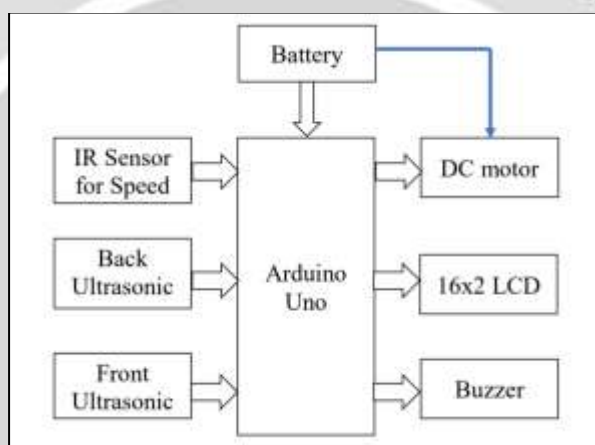 Battery
IR Sensor
for Speed
DC motor
Back
Ultrasonic
Arduino
Uno
16x2 LCD
Front
Ultrasonic
Buzzer